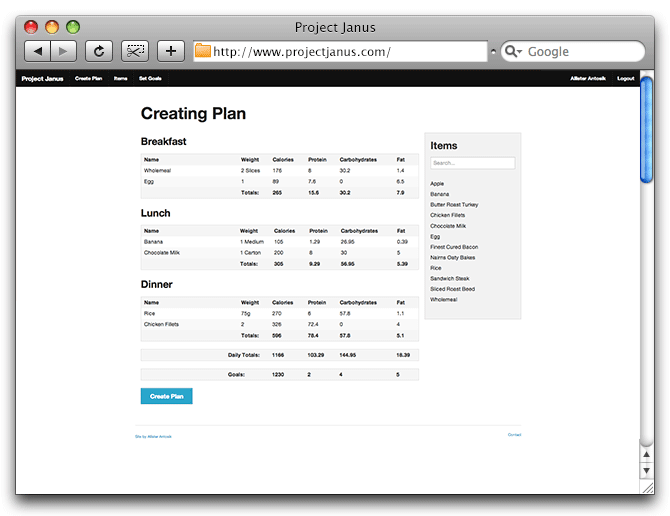 Project Janus
http://www.projectjanus.com/
Google
Project Janus Create Plan Items Set Goals Allister Antosik Logout
Creating Plan
Breakfast
Name Weight Calories Protein Carbohydrates Fat
Wholemeal 2 Slices 176 8 30.2 1.4
Egg 1 89 7.6 0 6.5
Totals: 265 15.6 30.2 7.9
Lunch
Name Weight Calories Protein Carbohydrates Fat
Banana 1 Medium 105 1.29 26.95 0.39
Chocolate Milk 1 Carton 200 8 30 5
Totals: 305 9.29 56.95 5.39
Dinner
Name Weight Calories Protein Carbohydrates Fat
Rice 75g 270 6 57.8 1.1
Chicken Fillets 2 326 72.4 0 4
Totals: 596 78.4 57.8 5.1
Daily Totals: 1166 103.29 144.95 18.39
Goals: 1230 2 4 5
Create Plan
Items
Search...
Apple
Banana
Butter Roast Turkey
Chicken Fillets
Chocolate Milk
Egg
Finest Cured Bacon
Nairns Oaty Bakes
Rice
Sandwich Steak
Sliced Roast Beed
Wholemeal
Site by Allister Antosik
Contact